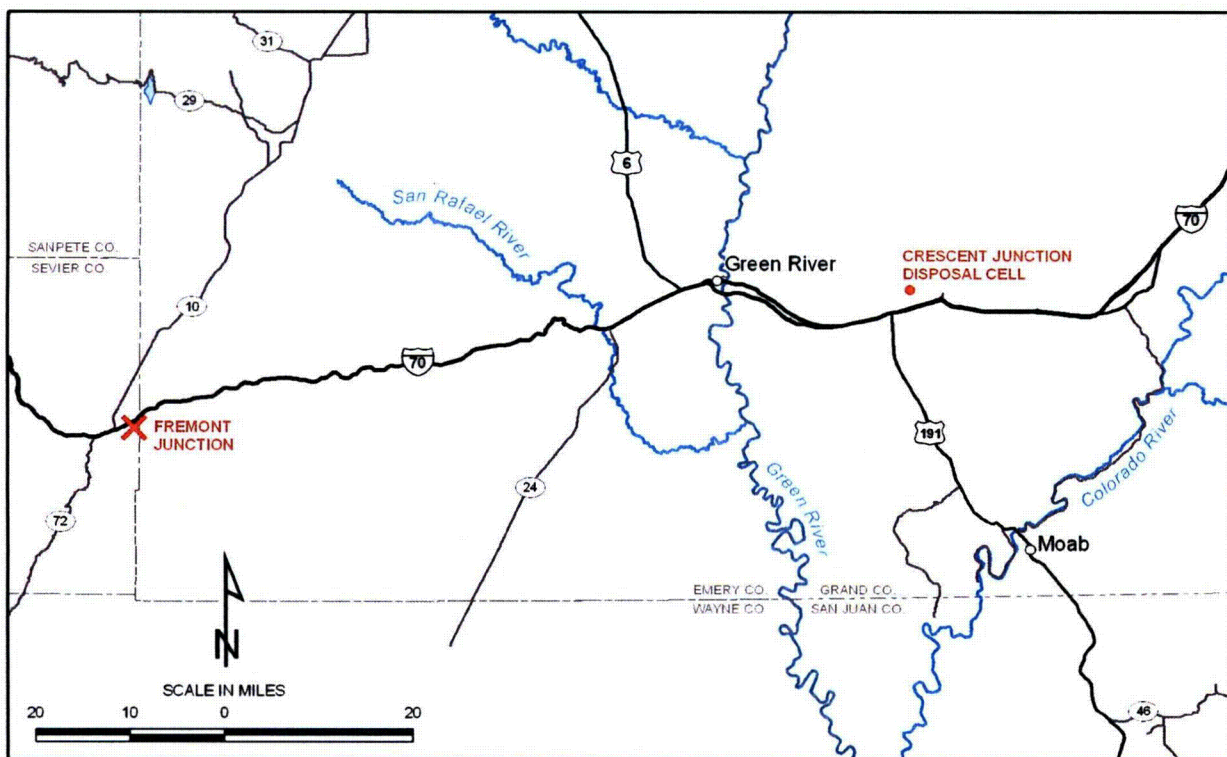 31
29
6
San Rafael River
70
SANPETE CO.
SEVIER CO.
Green River
CRESCENT JUNCTION
DISPOSAL CELL
10
70
FREMONT
JUNCTION
191
Colorado River
24
Green River
72
Moab
EMERY CO.
GRAND CO.
WAYNE CO.
SAN JUAN CO.
N
SCALE IN MILES
20
10
0
20
46